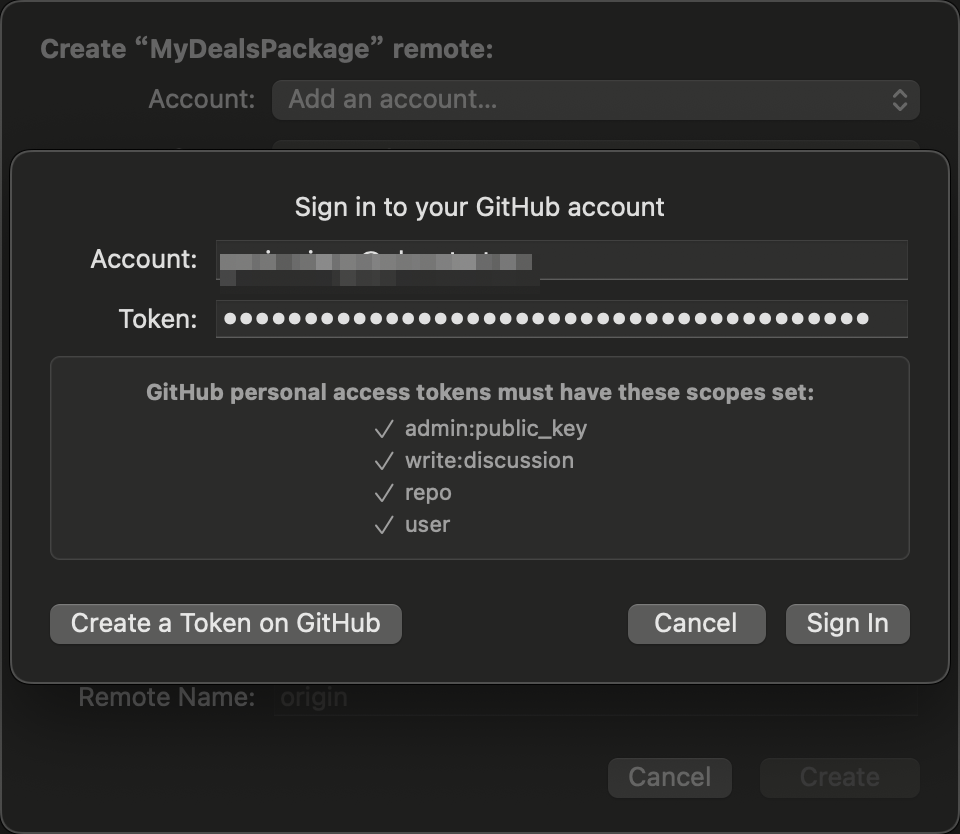 Create “MyDealsPackage” remote:
Account: Add an account...
Sign in to your GitHub account
Account:
Token: ••••••••••••••••••••••••••••••••••••••••
GitHub personal access tokens must have these scopes set:
✓ admin:public_key
✓ write:discussion
✓ repo
✓ user
Create a Token on GitHub Cancel Sign In
Remote Name: origin
Cancel Create